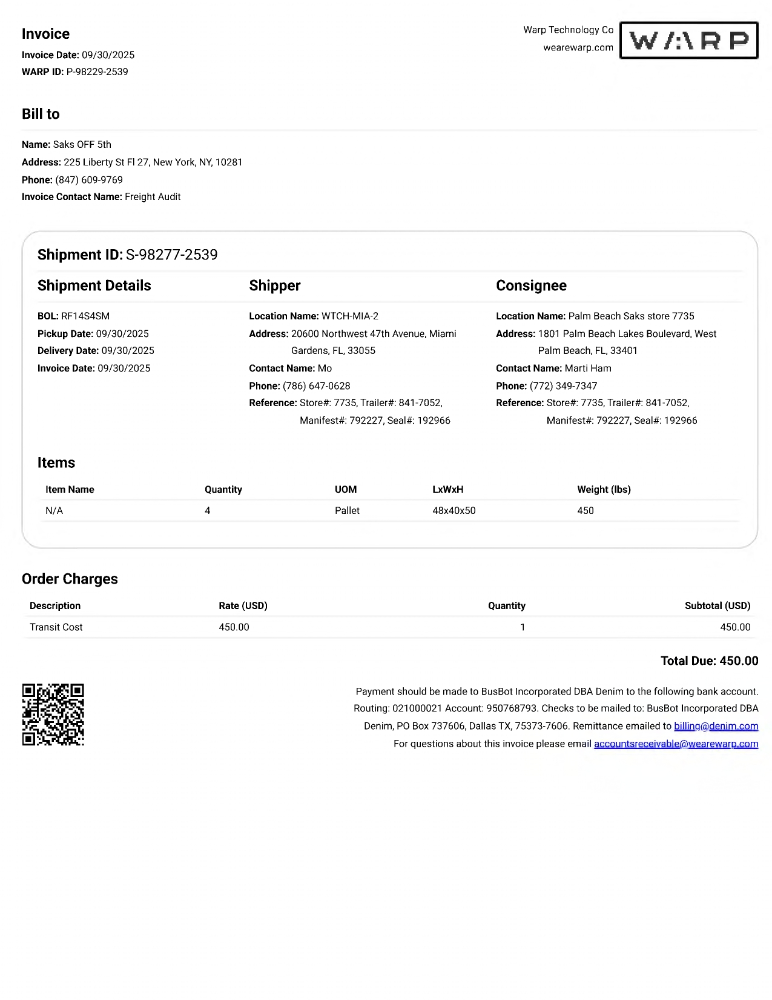 Invoice
Invoice Date: 09/30/2025
WARP ID: P-98229-2539
Warp Technology Co
wearewarp.com
WARP
Bill to
Name: Saks OFF 5th
Address: 225 Liberty St Fl 27, New York, NY, 10281
Phone: (847) 609-9769
Invoice Contact Name: Freight Audit
Shipment ID: S-98277-2539
Shipment Details
BOL: RF14S4SM
Pickup Date: 09/30/2025
Delivery Date: 09/30/2025
Invoice Date: 09/30/2025
Shipper
Location Name: WTCH-MIA-2
Address: 20600 Northwest 47th Avenue, Miami
Gardens, FL, 33055
Contact Name: Mo
Phone: (786) 647-0628
Reference: Store#: 7735, Trailer#: 841-7052,
Manifest#: 792227, Seal#: 192966
Consignee
Location Name: Palm Beach Saks store 7735
Address: 1801 Palm Beach Lakes Boulevard, West
Palm Beach, FL, 33401
Contact Name: Marti Ham
Phone: (772) 349-7347
Reference: Store#: 7735, Trailer#: 841-7052,
Manifest#: 792227, Seal#: 192966
Items
Item Name Quantity UOM LxWxH Weight (lbs)
N/A 4 Pallet 48x40x50 450
Order Charges
Description Rate (USD) Quantity Subtotal (USD)
Transit Cost 450.00 1 450.00
Total Due: 450.00
Payment should be made to BusBot Incorporated DBA Denim to the following bank account.
Routing: 021000021 Account: 950768793. Checks to be mailed to: BusBot Incorporated DBA
Denim, PO Box 737606, Dallas TX, 75373-7606. Remittance emailed to billing@denim.com
For questions about this invoice please email accountsreceivable@wearewarp.com